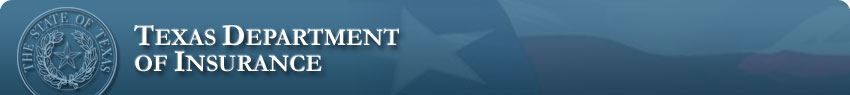 THE STATE OF TEXAS
TEXAS DEPARTMENT
OF INSURANCE